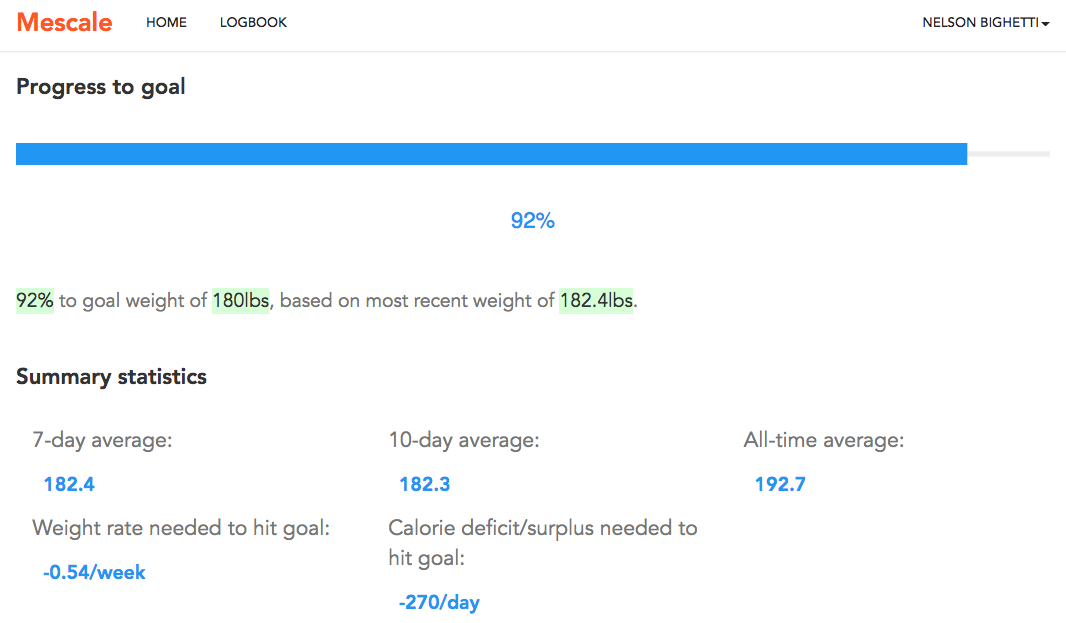 Mescale HOME LOGBOOK NELSON BIGHETTI
Progress to goal
92%
92% to goal weight of 180lbs, based on most recent weight of 182.4lbs.
Summary statistics
7-day average: 10-day average: All-time average:
182.4 182.3 192.7
Weight rate needed to hit goal:
-0.54/week
Calorie deficit/surplus needed to
hit goal:
-270/day